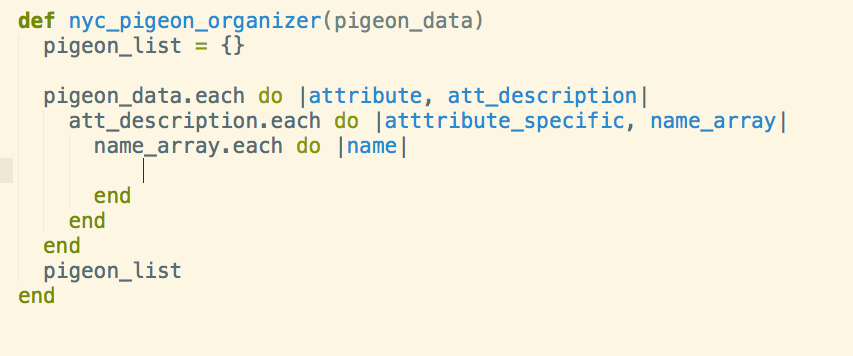 def nyc_pigeon_organizer(pigeon_data)
  pigeon_list = {}
  pigeon_data.each do |attribute, att_description|
    att_description.each do |atttribute_specific, name_array|
      name_array.each do |name|
      end
    end
  end
  pigeon_list
end